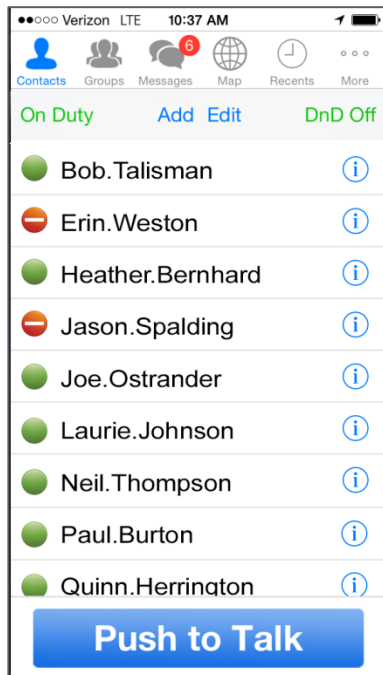 Verizon LTE 10:37 AM
6
Contacts Groups Messages Map Recents More
On Duty Add Edit DnD Off
Bob.Talisman i
Erin.Weston i
Heather.Bernhard i
Jason.Spalding i
Joe.Ostrander i
Laurie.Johnson i
Neil.Thompson i
Paul.Burton i
Quinn.Herrington i
Push to Talk